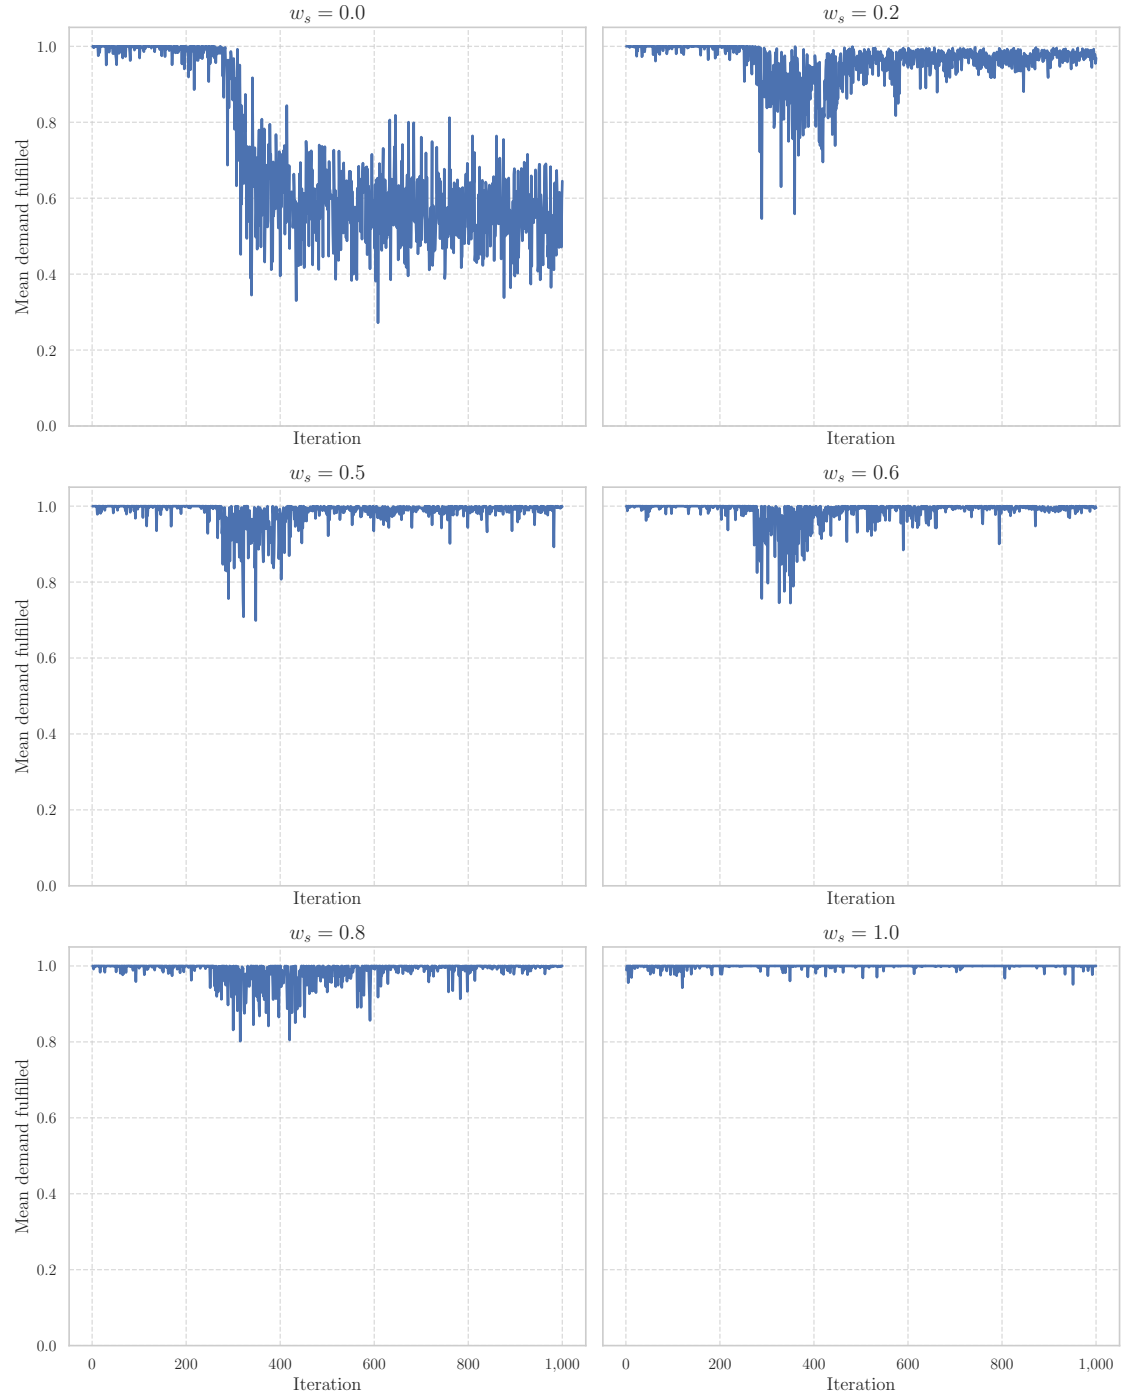 w_s = 0.0
1.0
0.8
0.6
0.4
0.2
0.0
Mean demand fulfilled
Iteration
w_s = 0.2
Iteration
w_s = 0.5
1.0
0.8
0.6
0.4
0.2
0.0
Mean demand fulfilled
Iteration
w_s = 0.6
Iteration
w_s = 0.8
1.0
0.8
0.6
0.4
0.2
0.0
Mean demand fulfilled
0 200 400 600 800 1,000
Iteration
w_s = 1.0
0 200 400 600 800 1,000
Iteration